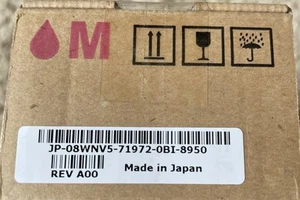 M
JP-08WNV5-71972-0BI-8950
REV A00
Made in Japan